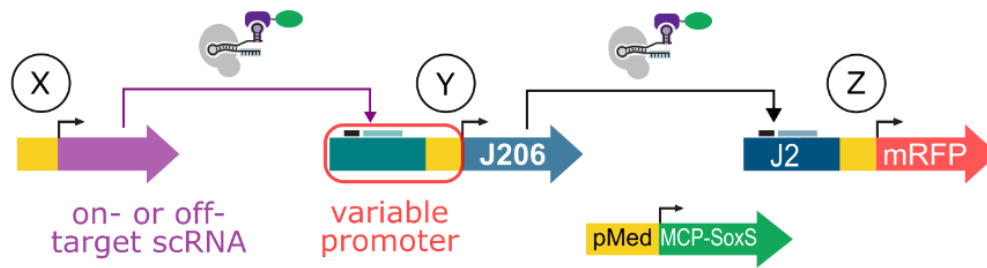 X
Y
Z
J206
J2
mRFP
on- or off-
target scRNA
variable
promoter
pMed
MCP-SoxS